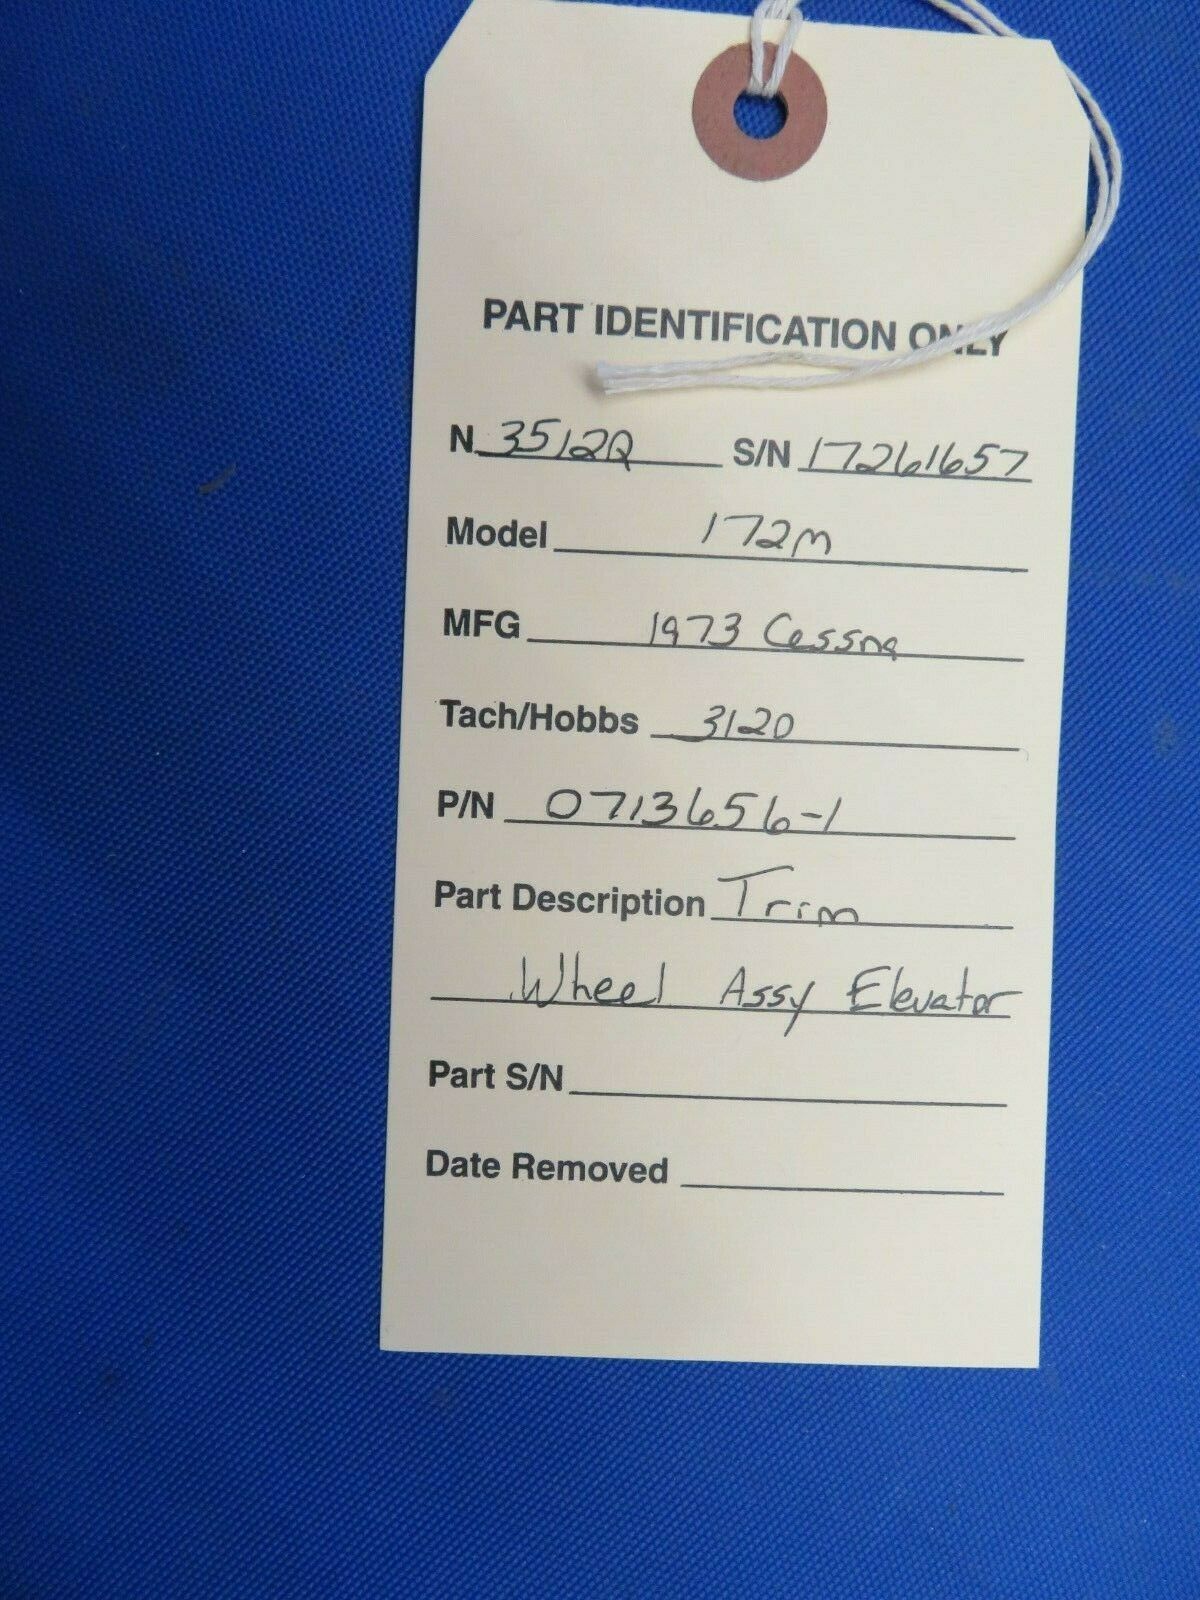 PART IDENTIFICATION ONLY
N 3512Q S/N 17261657
Model 172M
MFG 1973 Cessna
Tach/Hobbs 3120
P/N 0713656-1
Part Description Trim
Wheel Assy Elevator
Part S/N
Date Removed